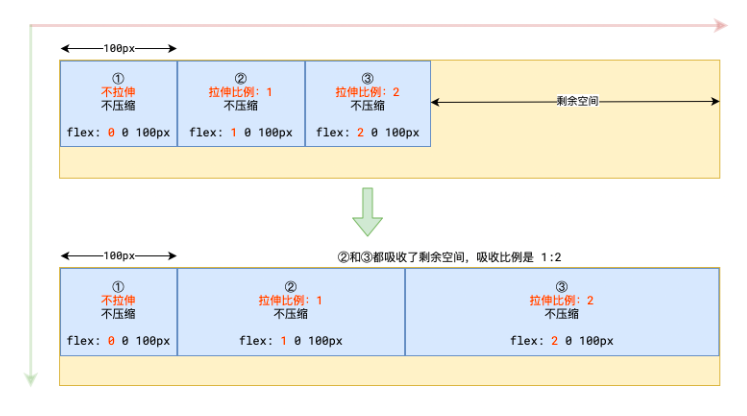 100px
①
不拉伸
不压缩
flex: 0 0 100px
②
拉伸比例: 1
不压缩
flex: 1 0 100px
③
拉伸比例: 2
不压缩
flex: 2 0 100px
剩余空间
100px
②和③都吸收了剩余空间, 吸收比例是 1:2
①
不拉伸
不压缩
flex: 0 0 100px
②
拉伸比例: 1
不压缩
flex: 1 0 100px
③
拉伸比例: 2
不压缩
flex: 2 0 100px